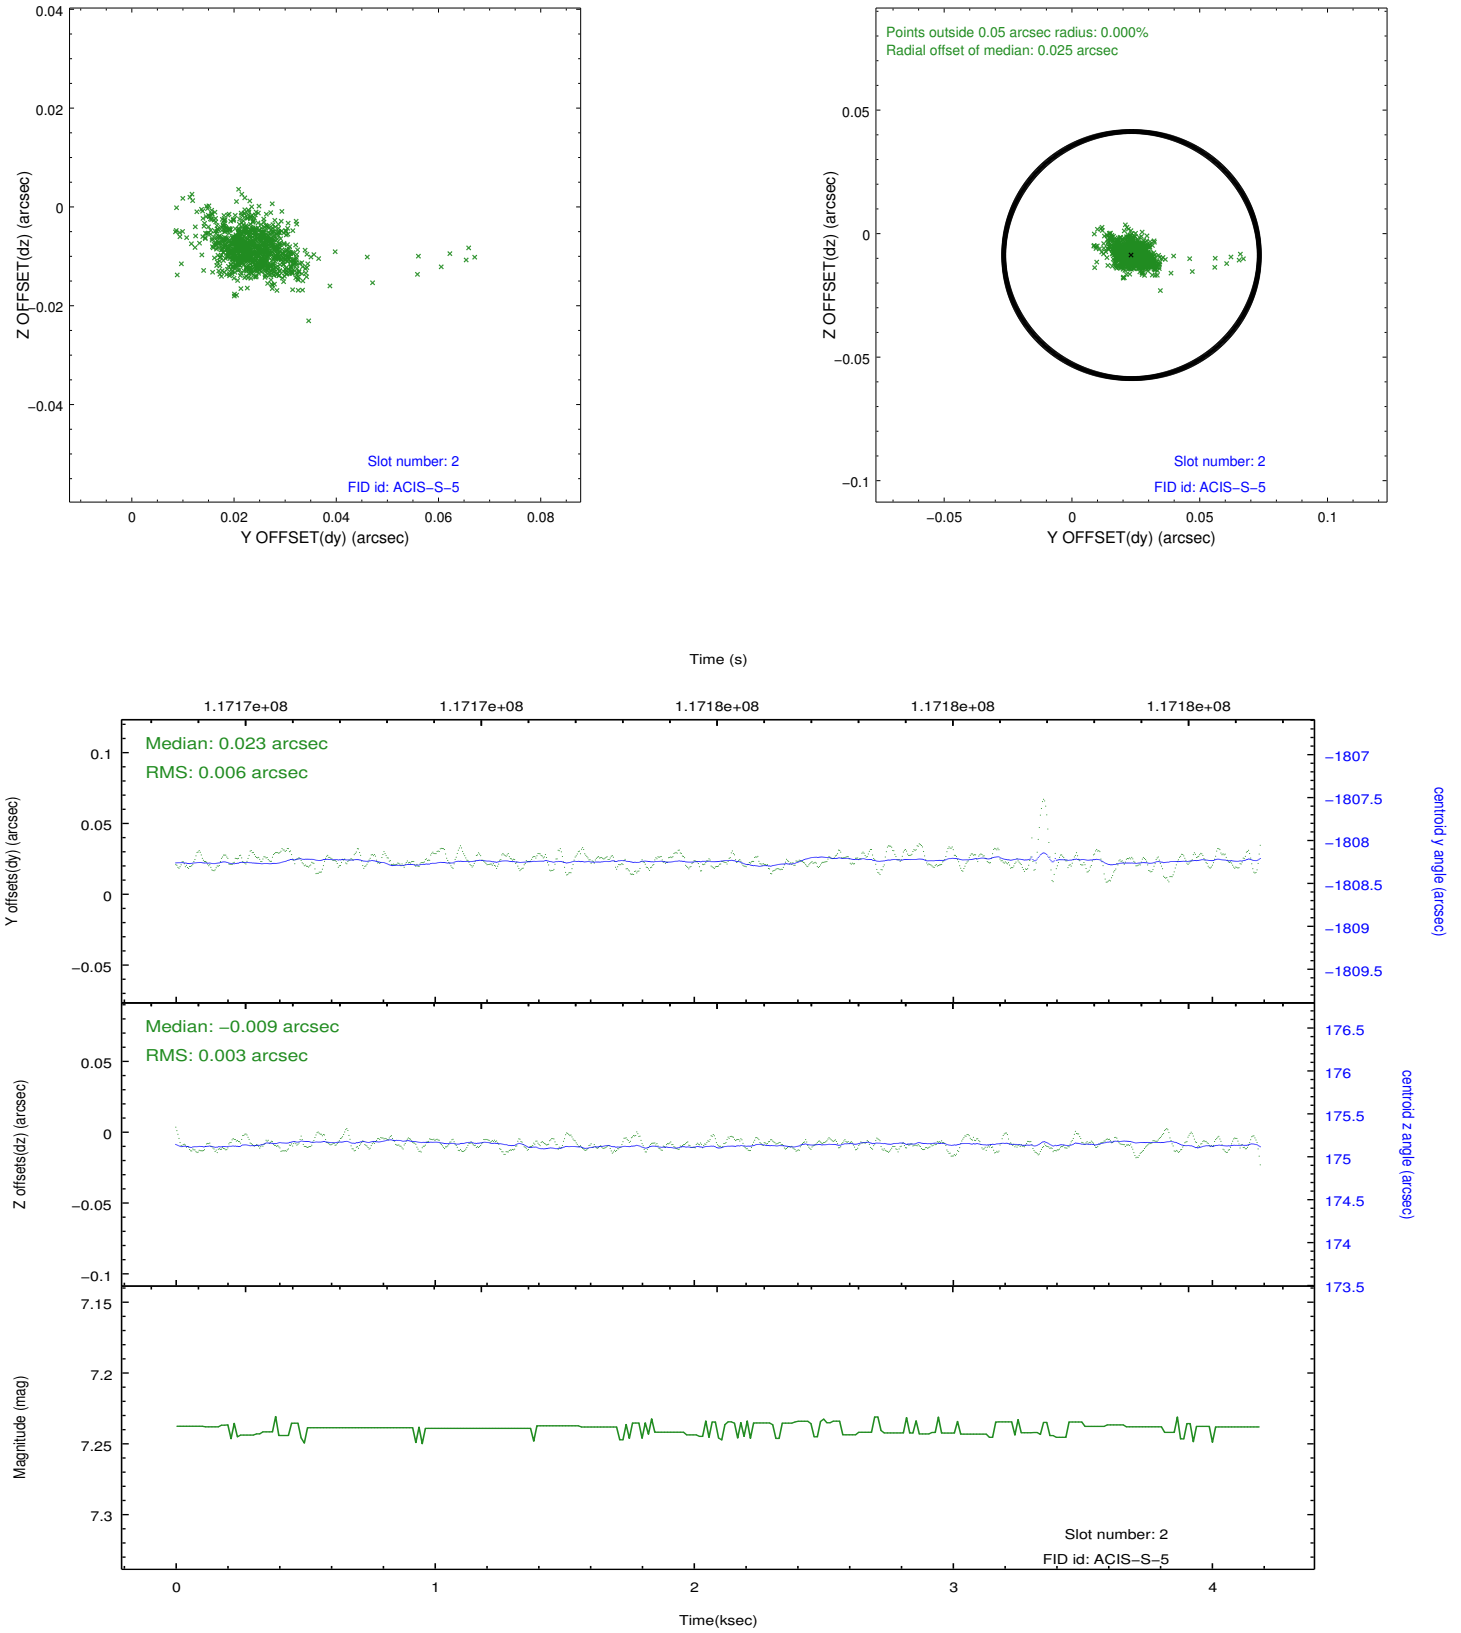 0.04
0.02
0
−0.02
−0.04
Z OFFSET(dz) (arcsec)
Slot number: 2
FID id: ACIS−S−5
0 0.02 0.04 0.06 0.08
Y OFFSET(dy) (arcsec)
Points outside 0.05 arcsec radius: 0.000%
Radial offset of median: 0.025 arcsec
0.05
0
−0.05
−0.1
Z OFFSET(dz) (arcsec)
Slot number: 2
FID id: ACIS−S−5
−0.05 0 0.05 0.1
Y OFFSET(dy) (arcsec)
Time (s)
1.1717e+08 1.1717e+08 1.1718e+08 1.1718e+08 1.1718e+08
Median: 0.023 arcsec
RMS: 0.006 arcsec
0.1
0.05
0
−0.05
Y offsets(dy) (arcsec)
−1807
−1807.5
−1808
−1808.5
−1809
−1809.5
centroid y angle (arcsec)
Median: −0.009 arcsec
RMS: 0.003 arcsec
0.05
0
−0.05
−0.1
Z offsets(dz) (arcsec)
176.5
176
175.5
175
174.5
174
173.5
centroid z angle (arcsec)
7.15
7.2
7.25
7.3
Magnitude (mag)
Slot number: 2
FID id: ACIS−S−5
0 1 2 3 4
Time(ksec)